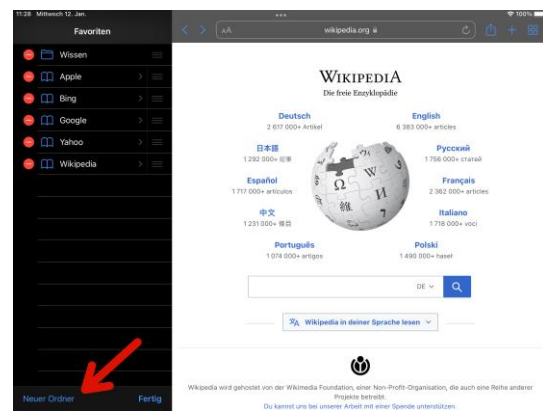 11:28 Mittwoch 12. Jan.
100%
Favoriten
AA
wikipedia.org
Wissen
Apple
Bing
Google
Yahoo
Wikipedia
Neuer Ordner
Fertig
WIKIPEDIA
Die freie Enzyklopädie
Deutsch
2 617 000+ Artikel
English
6 383 000+ articles
日本語
1 292 000+ 記事
Русский
1 756 000+ статей
Español
1 717 000+ artículos
Français
2 362 000+ articles
中文
1 231 000+ 條目
Italiano
1 718 000+ voci
Português
1 074 000+ artigos
Polski
1 490 000+ haseł
Ω
W
И
維
DE
Wikipedia in deiner Sprache lesen
Wikipedia wird gehostet von der Wikimedia Foundation, einer Non-Profit-Organisation, die auch eine Reihe anderer
Projekte betreibt.
Du kannst uns bei unserer Arbeit mit einer Spende unterstützen.